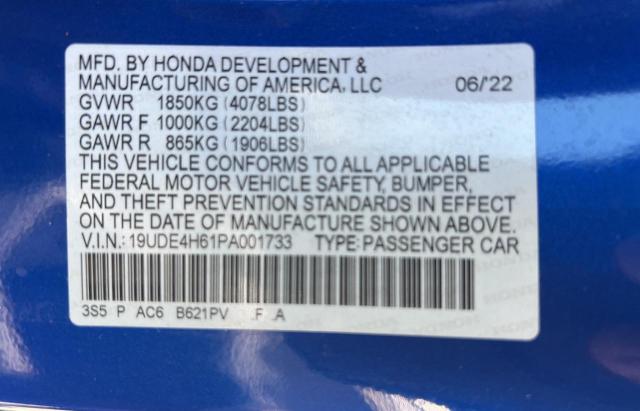 MFD. BY HONDA DEVELOPMENT &
MANUFACTURING OF AMERICA, LLC 06/'22
GVWR 1850KG (4078LBS)
GAWR F 1000KG (2204LBS)
GAWR R 865KG (1906LBS)
THIS VEHICLE CONFORMS TO ALL APPLICABLE
FEDERAL MOTOR VEHICLE SAFETY, BUMPER,
AND THEFT PREVENTION STANDARDS IN EFFECT
ON THE DATE OF MANUFACTURE SHOWN ABOVE.
V.I.N.: 19UDE4H61PA001733 TYPE: PASSENGER CAR
3S5 P AC6 B621PV